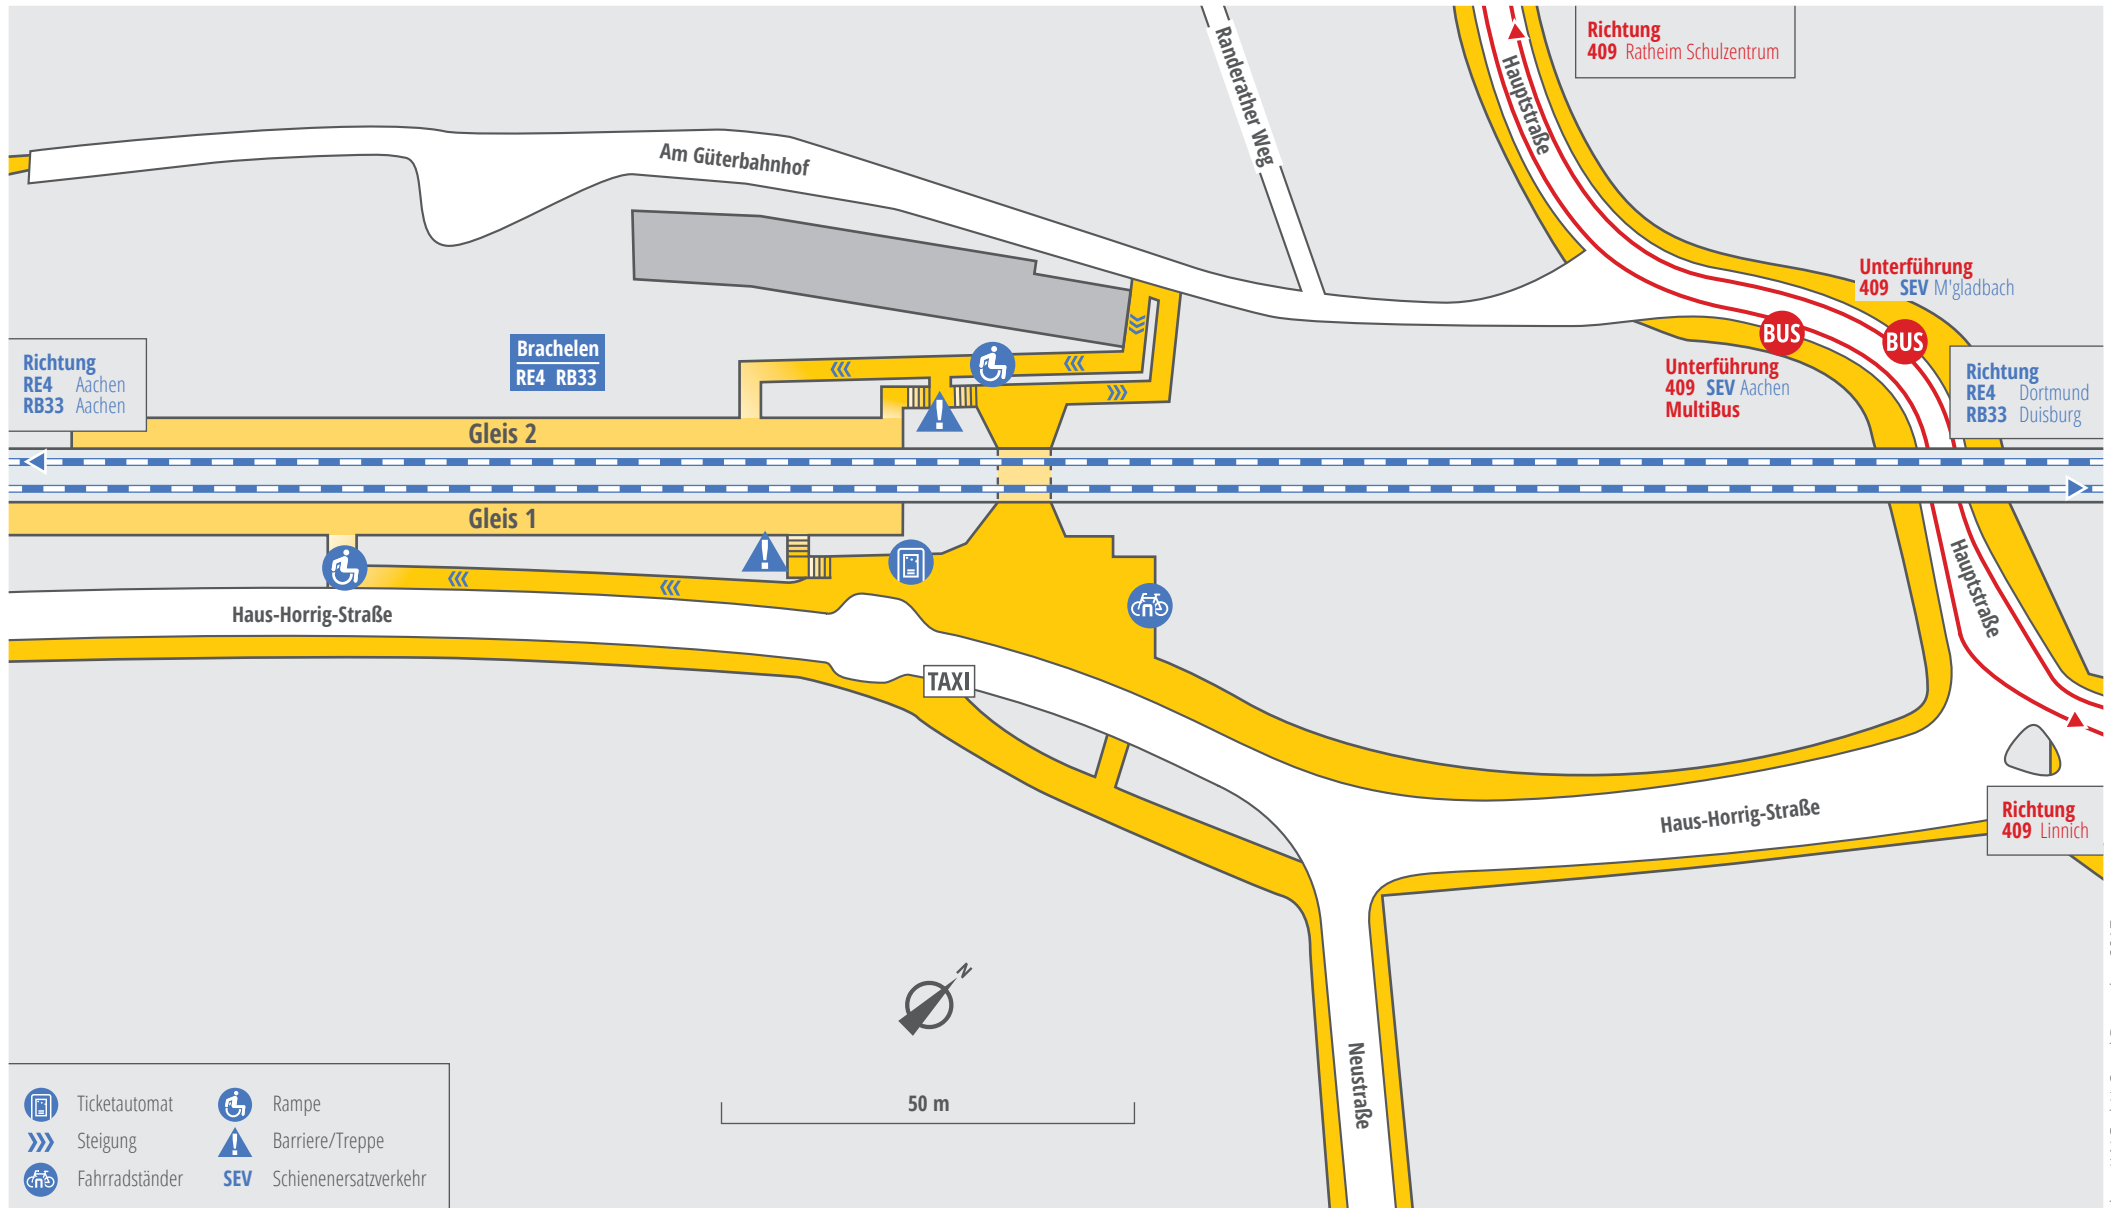 Richtung
409 Ratheim Schulzentrum
Randerather Weg
Hauptstraße
Am Güterbahnhof
Unterführung
409 SEV M'gladbach
BUS
BUS
Brachelen
RE4 RB33
Richtung
RE4 Aachen
RB33 Aachen
Unterführung
409 SEV Aachen
MultiBus
Richtung
RE4 Dortmund
RB33 Duisburg
Gleis 2
Gleis 1
Hauptstraße
Haus-Horrig-Straße
TAXI
Haus-Horrig-Straße
Richtung
409 Linnich
N
Neustraße
50 m
Ticketautomat
Rampe
Steigung
Barriere/Treppe
Fahrradständer
SEV Schienenersatzverkehr